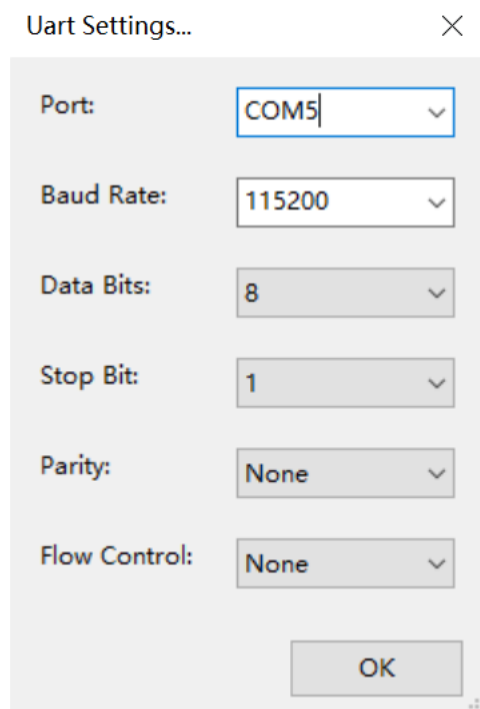 Uart Settings...
Port: COM5
Baud Rate: 115200
Data Bits: 8
Stop Bit: 1
Parity: None
Flow Control: None
OK